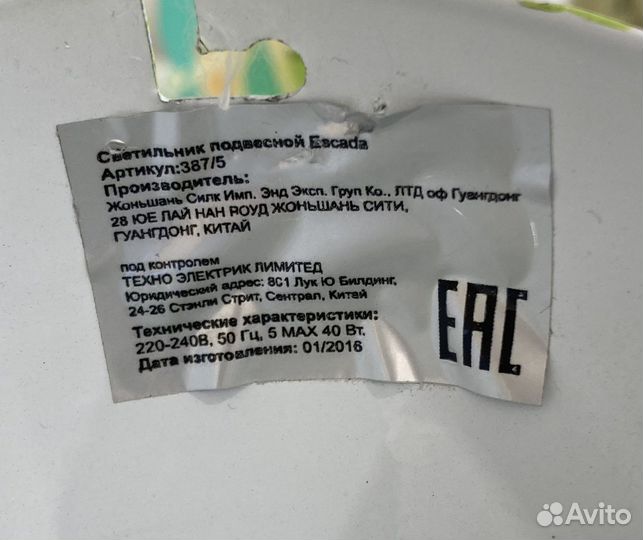 Светильник подвесной Escada
Артикул:387/5
Производитель:
Жоньшань Силк Имп. Энд Эксп. Груп Ко., ЛТД оф Гуангдонг
28 ЮЕ ЛАЙ НАН РОУД ЖОНЬШАНЬ СИТИ,
ГУАНГДОНГ, КИТАЙ
под контролем
ТЕХНО ЭЛЕКТРИК ЛИМИТЕД
Юридический адрес: 8С1 Лук Ю Билдинг,
24-26 Стэнли Стрит, Сентрал, Китай
Технические характеристики:
220-240В, 50 Гц, 5 MAX 40 Вт.
Дата изготовления: 01/2016
EAC
Avito